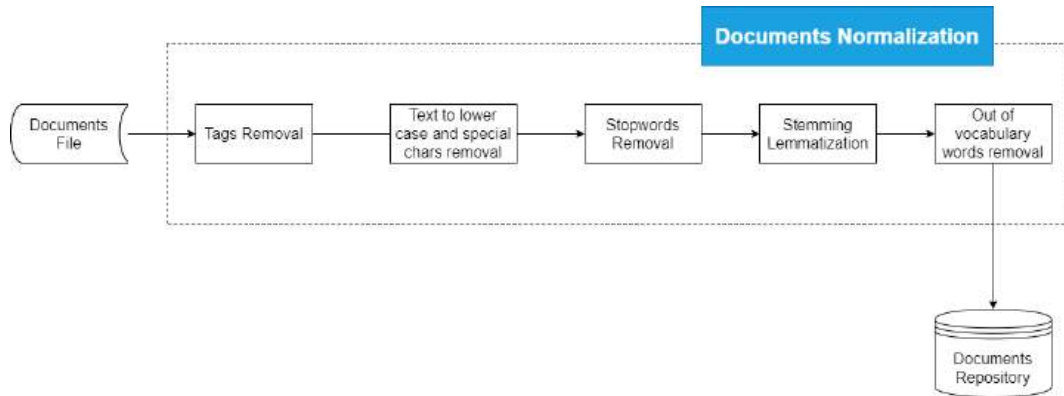 Documents Normalization
Documents
File
Tags Removal
Text to lower
case and special
chars removal
Stopwords
Removal
Stemming
Lemmatization
Out of
vocabulary
words removal
Documents
Repository